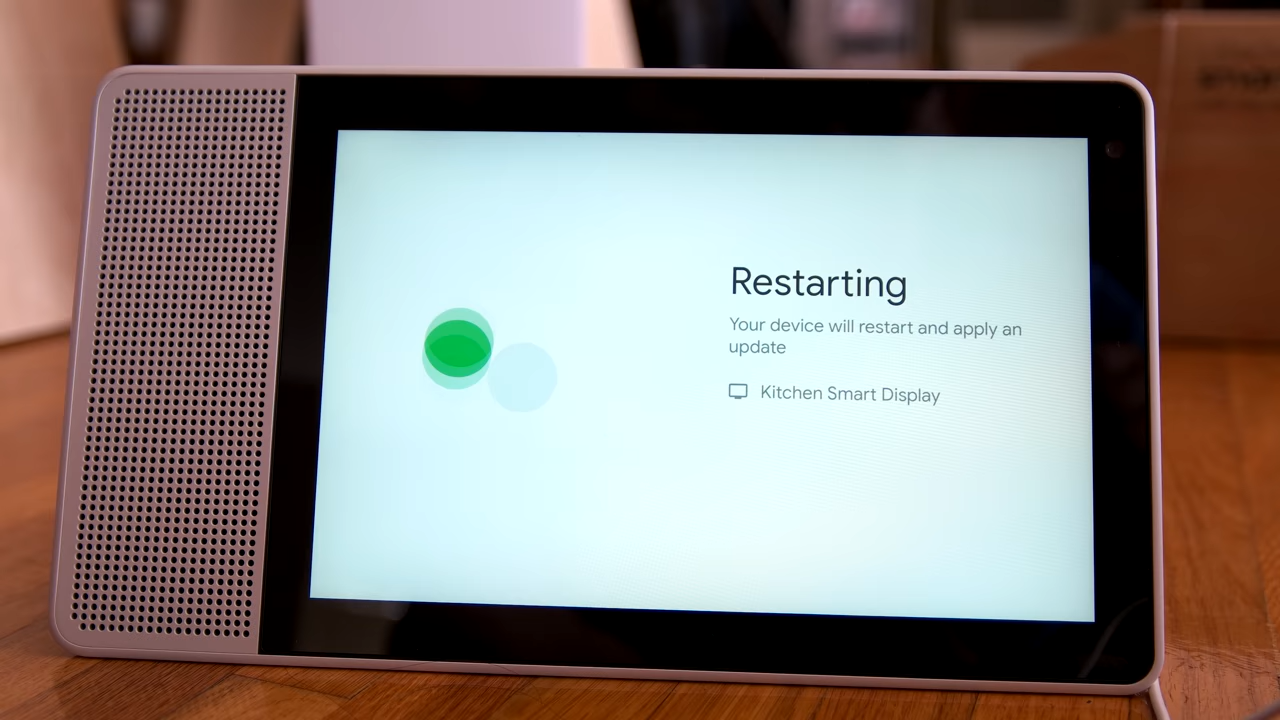 Restarting
Your device will restart and apply an
update
Kitchen Smart Display